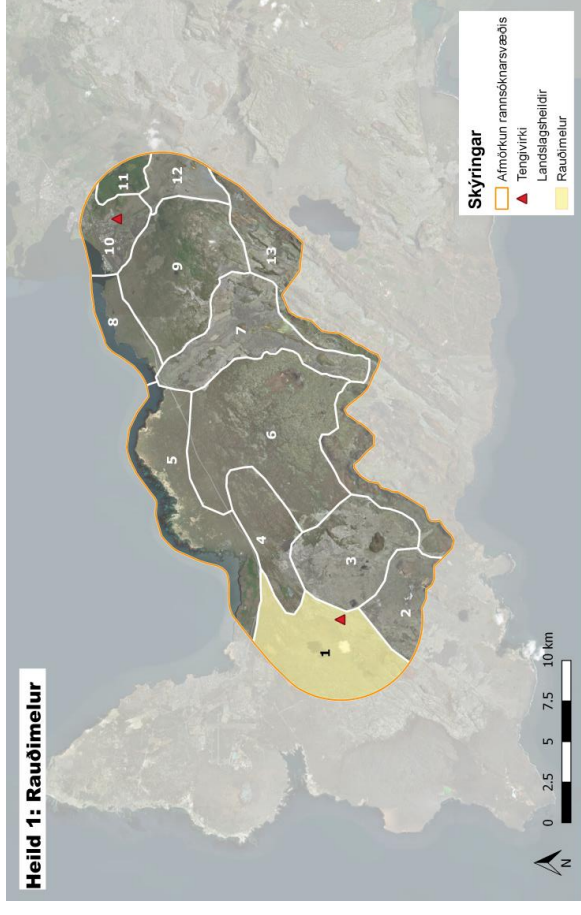 Heild 1: Rauðimelur
11
10
12
8
9
13
7
5
6
4
3
1
2
Skýringar
Afmörkun rannsóknarsvæðis
Tengivirki
Landslagsheildir
Rauðimelur
N
0 2.5 5 7.5 10 km